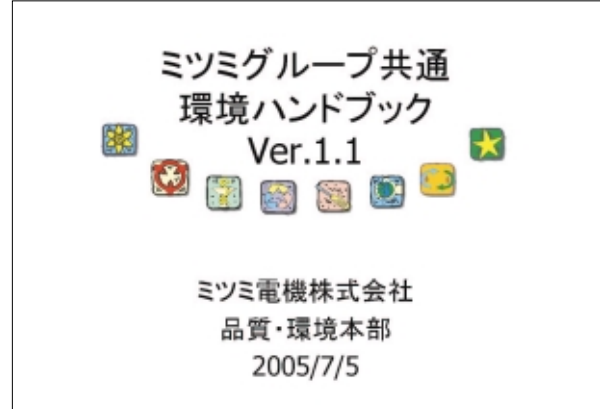 ミツミグループ共通
環境ハンドブック
Ver.1.1
ミツミ電機株式会社
品質・環境本部
2005/7/5